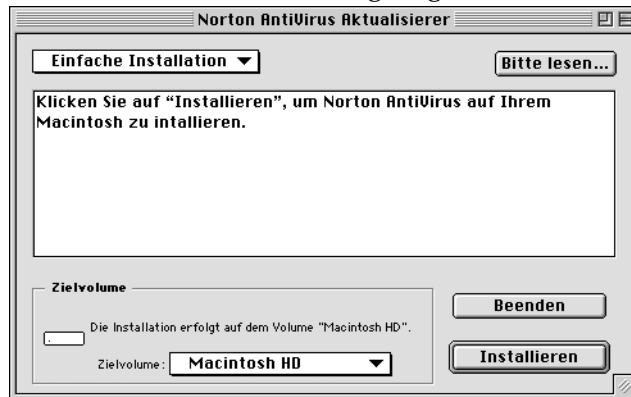 Norton AntiVirus Aktualisierer
Einfache Installation
Bitte lesen...
Klicken Sie auf “Installieren”, um Norton AntiVirus auf Ihrem
Macintosh zu intallieren.
Zielvolume
Die Installation erfolgt auf dem Volume "Macintosh HD".
Zielvolume: Macintosh HD
Beenden
Installieren